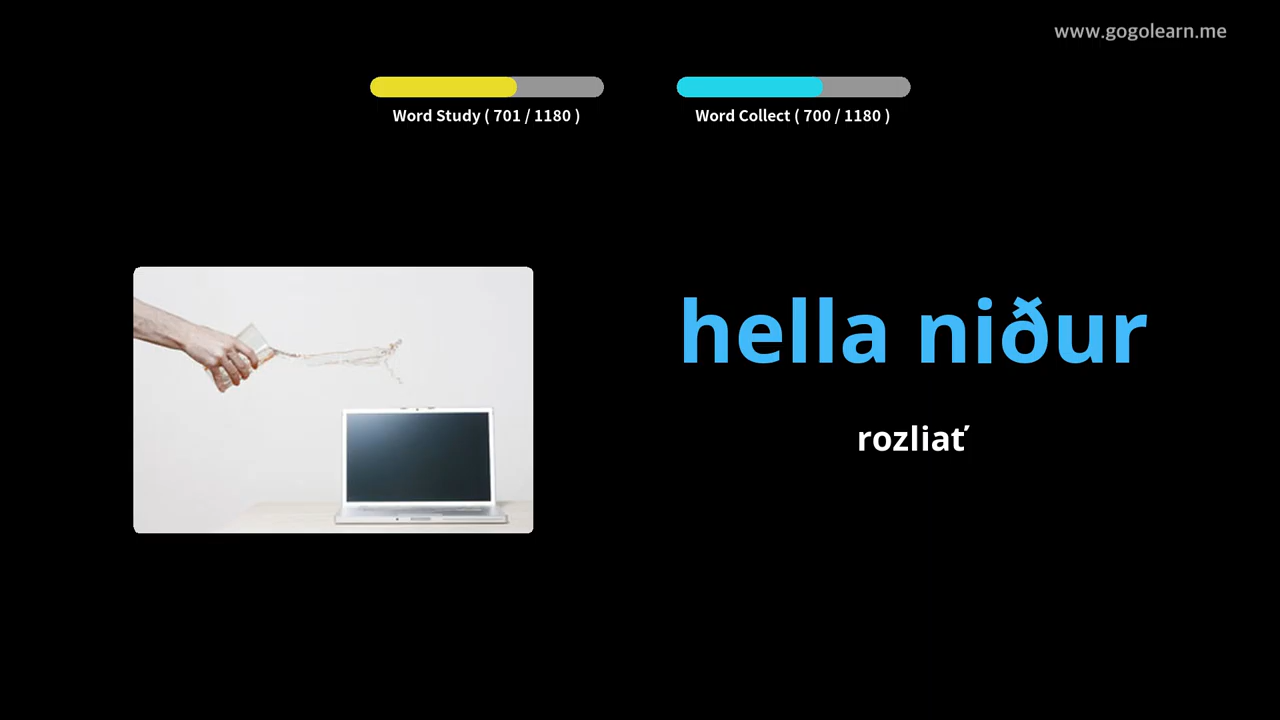 www.gogolearn.me
Word Study ( 701 / 1180 )
Word Collect ( 700 / 1180 )
hella niður
rozliať